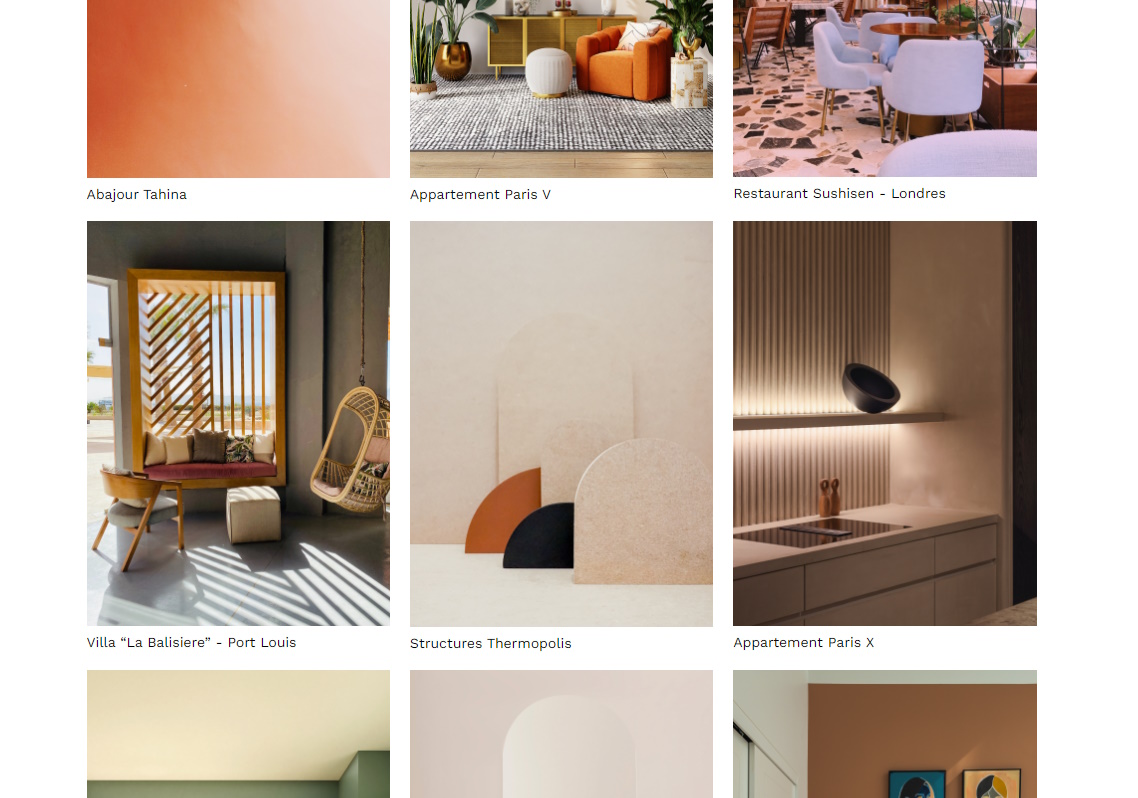 Abajour Tahina
Appartement Paris V
Restaurant Sushisen - Londres
Villa “La Balisiere” - Port Louis
Structures Thermopolis
Appartement Paris X